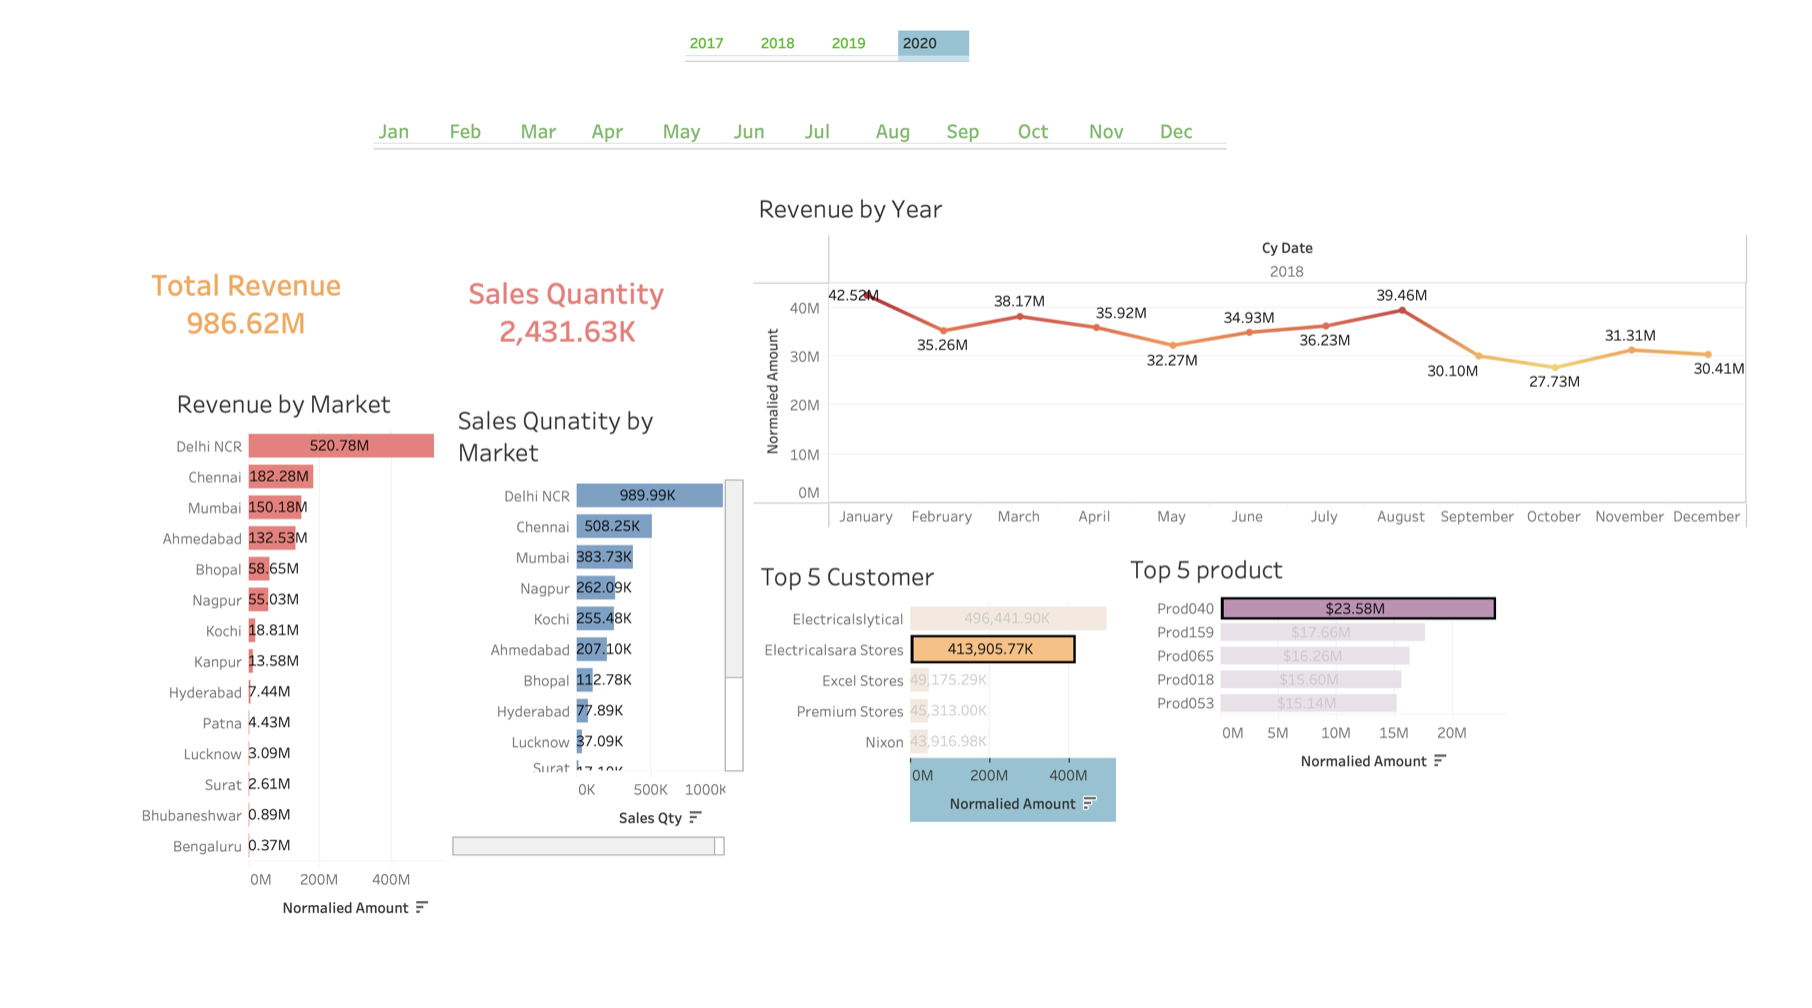 2017 2018 2019 2020
Jan Feb Mar Apr May Jun Jul Aug Sep Oct Nov Dec
Total Revenue
986.62M
Sales Quantity
2,431.63K
Revenue by Market
Delhi NCR 520.78M
Chennai 182.28M
Mumbai 150.18M
Ahmedabad 132.53M
Bhopal 58.65M
Nagpur 55.03M
Kochi 18.81M
Kanpur 13.58M
Hyderabad 7.44M
Patna 4.43M
Lucknow 3.09M
Surat 2.61M
Bhubaneshwar 0.89M
Bengaluru 0.37M
0M 200M 400M
Normalied Amount
Sales Qunatity by
Market
Delhi NCR 989.99K
Chennai 508.25K
Mumbai 383.73K
Nagpur 262.09K
Kochi 255.48K
Ahmedabad 207.10K
Bhopal 112.78K
Hyderabad 77.89K
Lucknow 37.09K
Surat
0K 500K 1000K
Sales Qty
Revenue by Year
Cy Date
2018
Normalied Amount
40M
30M
20M
10M
0M
42.52M
35.26M
38.17M
35.92M
32.27M
34.93M
36.23M
39.46M
30.10M
27.73M
31.31M
30.41M
January February March April May June July August September October November December
Top 5 Customer
Electricalslytical 496,441.90K
Electricalsara Stores 413,905.77K
Excel Stores 49,175.29K
Premium Stores 45,313.00K
Nixon 43,916.98K
0M 200M 400M
Normalied Amount
Top 5 product
Prod040 $23.58M
Prod159 $17.66M
Prod065 $16.26M
Prod018 $15.60M
Prod053 $15.14M
0M 5M 10M 15M 20M
Normalied Amount